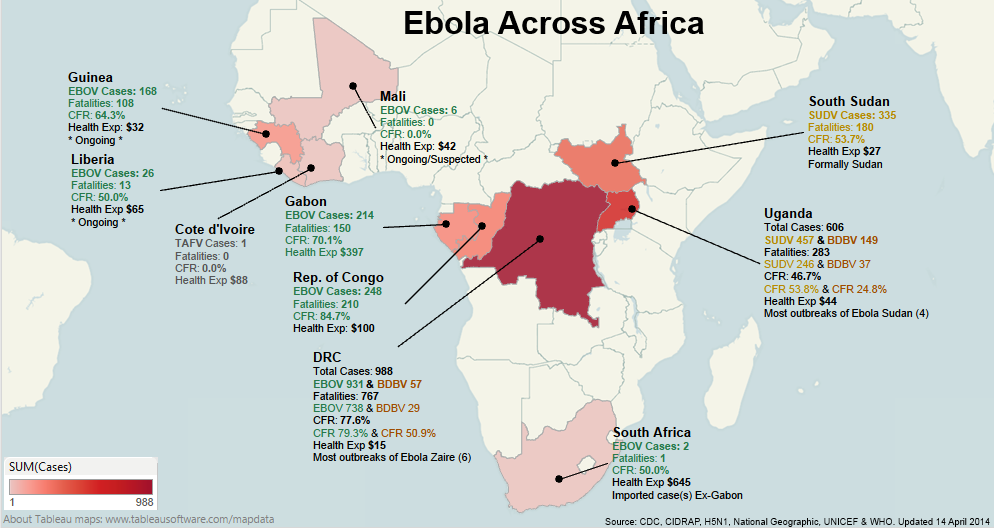 Ebola Across Africa
Guinea
EBOV Cases: 168
Fatalities: 108
CFR: 64.3%
Health Exp: $32
* Ongoing *
Liberia
EBOV Cases: 26
Fatalities: 13
CFR: 50.0%
Health Exp $65
* Ongoing *
Cote d'Ivoire
TAFV Cases: 1
Fatalities: 0
CFR: 0.0%
Health Exp $88
Mali
EBOV Cases: 6
Fatalities: 0
CFR: 0.0%
Health Exp: $42
* Ongoing/Suspected *
Gabon
EBOV Cases: 214
Fatalities: 150
CFR: 70.1%
Health Exp $397
Rep. of Congo
EBOV Cases: 248
Fatalities: 210
CFR: 84.7%
Health Exp: $100
DRC
Total Cases: 988
EBOV 931 & BDBV 57
Fatalities: 767
EBOV 738 & BDBV 29
CFR: 77.6%
CFR 79.3% & CFR 50.9%
Health Exp $15
Most outbreaks of Ebola Zaire (6)
South Sudan
SUDV Cases: 335
Fatalities: 180
CFR: 53.7%
Health Exp $27
Formally Sudan
Uganda
Total Cases: 606
SUDV 457 & BDBV 149
Fatalities: 283
SUDV 246 & BDBV 37
CFR: 46.7%
CFR 53.8% & CFR 24.8%
Health Exp $44
Most outbreaks of Ebola Sudan (4)
South Africa
EBOV Cases: 2
Fatalities: 1
CFR: 50.0%
Health Exp $645
Imported case(s) Ex-Gabon
SUM(Cases)
1 988
About Tableau maps: www.tableausoftware.com/mapdata
Source: CDC, CIDRAP, H5N1, National Geographic, UNICEF & WHO. Updated 14 April 2014